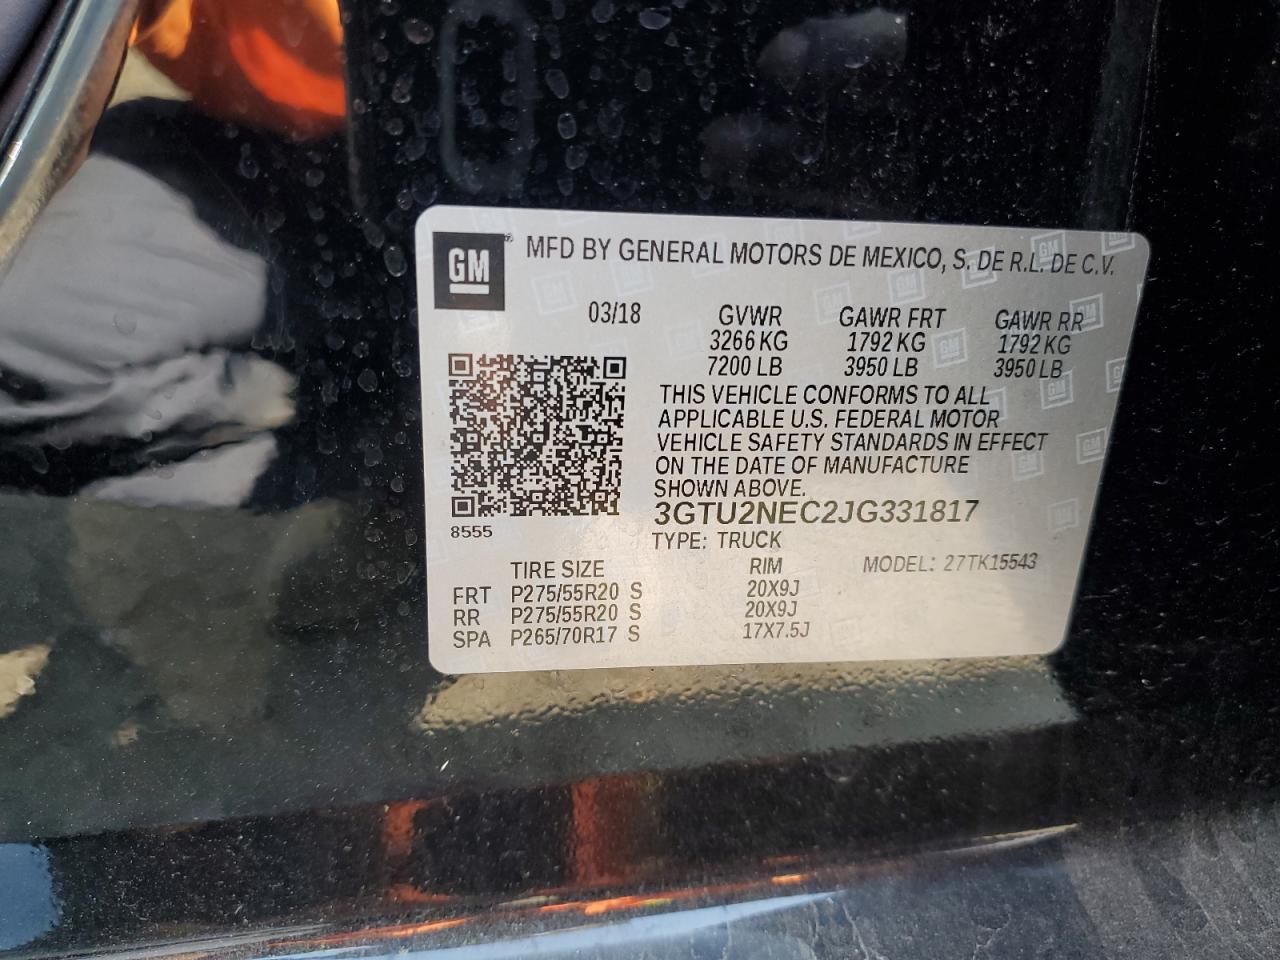 GM ® MFD BY GENERAL MOTORS DE MEXICO, S. DE R.L. DE C.V.
03/18 GVWR GAWR FRT GAWR RR
3266 KG 1792 KG 1792 KG
7200 LB 3950 LB 3950 LB
THIS VEHICLE CONFORMS TO ALL
APPLICABLE U.S. FEDERAL MOTOR
VEHICLE SAFETY STANDARDS IN EFFECT
ON THE DATE OF MANUFACTURE
SHOWN ABOVE.
8555
3GTU2NEC2JG331817
TYPE: TRUCK
MODEL: 27TK15543
TIRE SIZE RIM
FRT P275/55R20 S 20X9J
RR P275/55R20 S 20X9J
SPA P265/70R17 S 17X7.5J